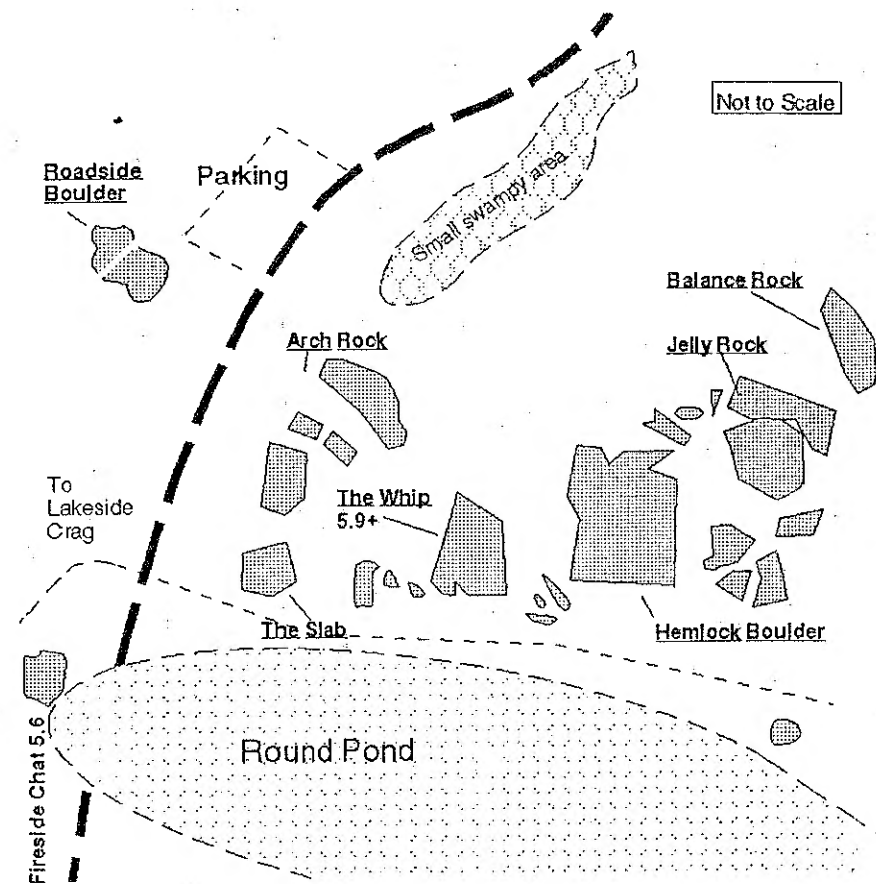 Not to Scale
Small swampy area
Roadside
Boulder
Parking
Balance Rock
Arch Rock
Jelly Rock
To
Lakeside
Crag
The Whip
5.9+
The Slab
Hemlock Boulder
Round Pond
Fireside Chat 5.6